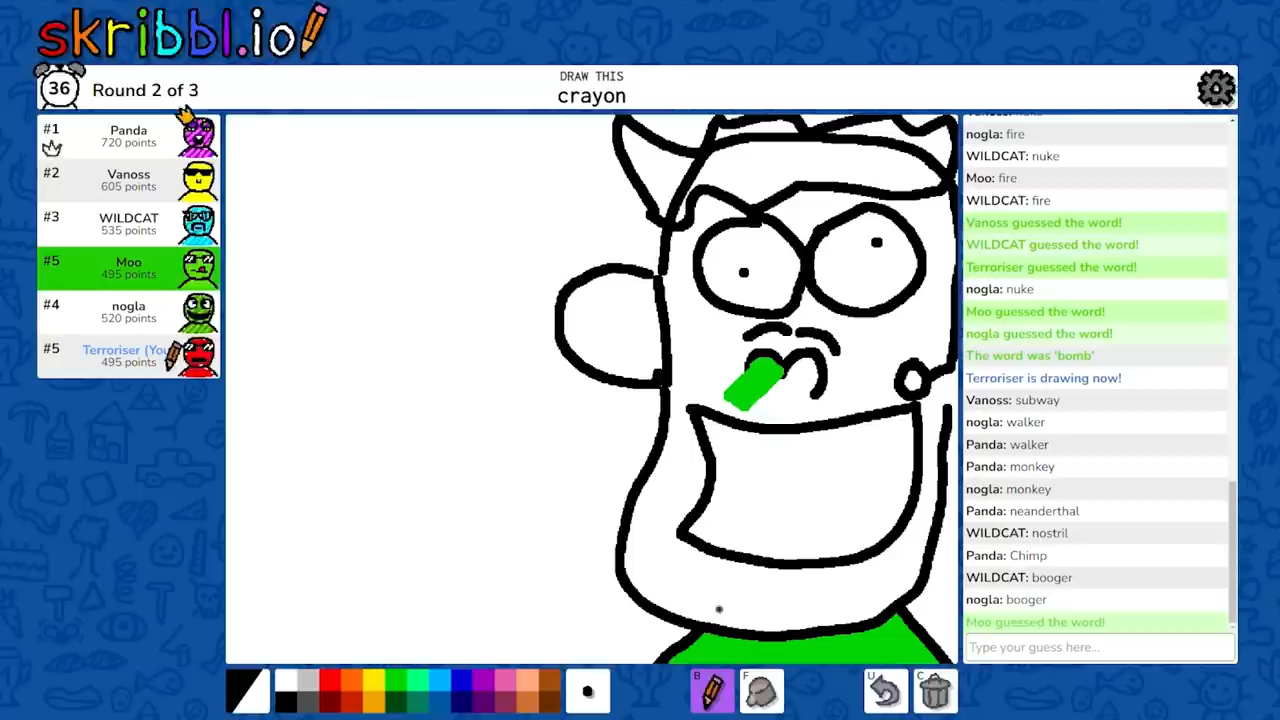 skribbl.io
36
Round 2 of 3
DRAW THIS
crayon
#1
Panda
720 points
#2
Vanoss
605 points
#3
WILDCAT
535 points
#5
Moo
495 points
#4
nogla
520 points
#5
Terroriser (You
495 points
nogla: fire
WILDCAT: nuke
Moo: fire
WILDCAT: fire
Vanoss guessed the word!
WILDCAT guessed the word!
Terroriser guessed the word!
nogla: nuke
Moo guessed the word!
nogla guessed the word!
The word was 'bomb'
Terroriser is drawing now!
Vanoss: subway
nogla: walker
Panda: walker
Panda: monkey
nogla: monkey
Panda: neanderthal
WILDCAT: nostril
Panda: Chimp
WILDCAT: booger
nogla: booger
Moo guessed the word!
Type your guess here...
B
F
U
C